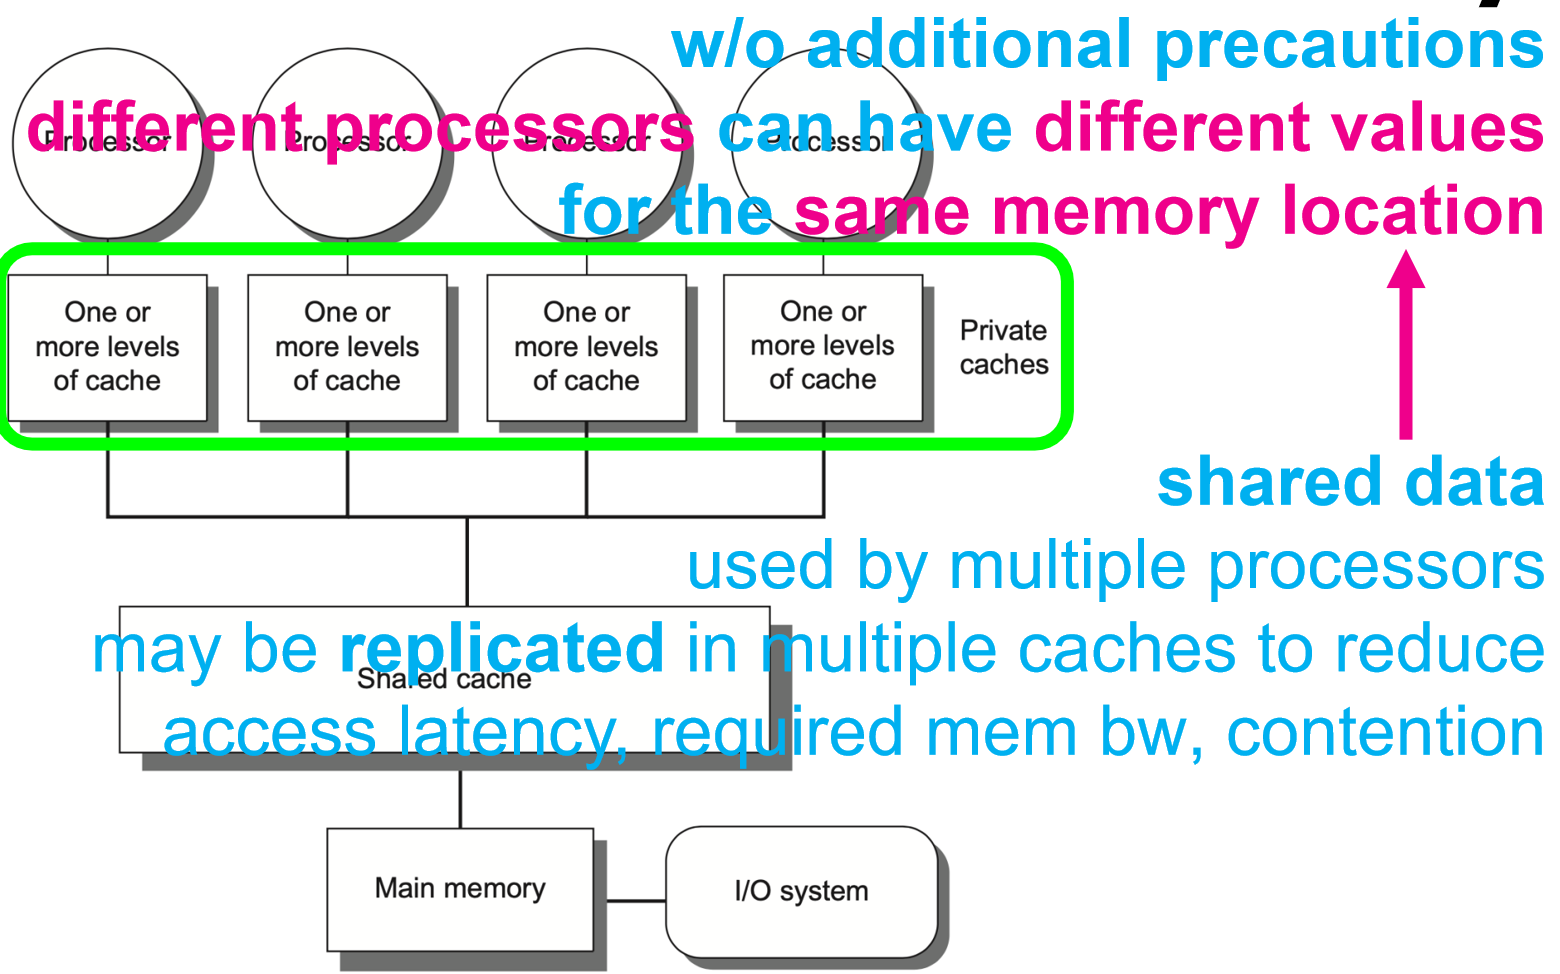 w/o additional precautions
different processors can have different values
for the same memory location
Processor
Processor
Processor
Processor
One or
more levels
of cache
One or
more levels
of cache
One or
more levels
of cache
One or
more levels
of cache
Private
caches
shared data
used by multiple processors
may be replicated in multiple caches to reduce
access latency, required mem bw, contention
Shared cache
Main memory
I/O system